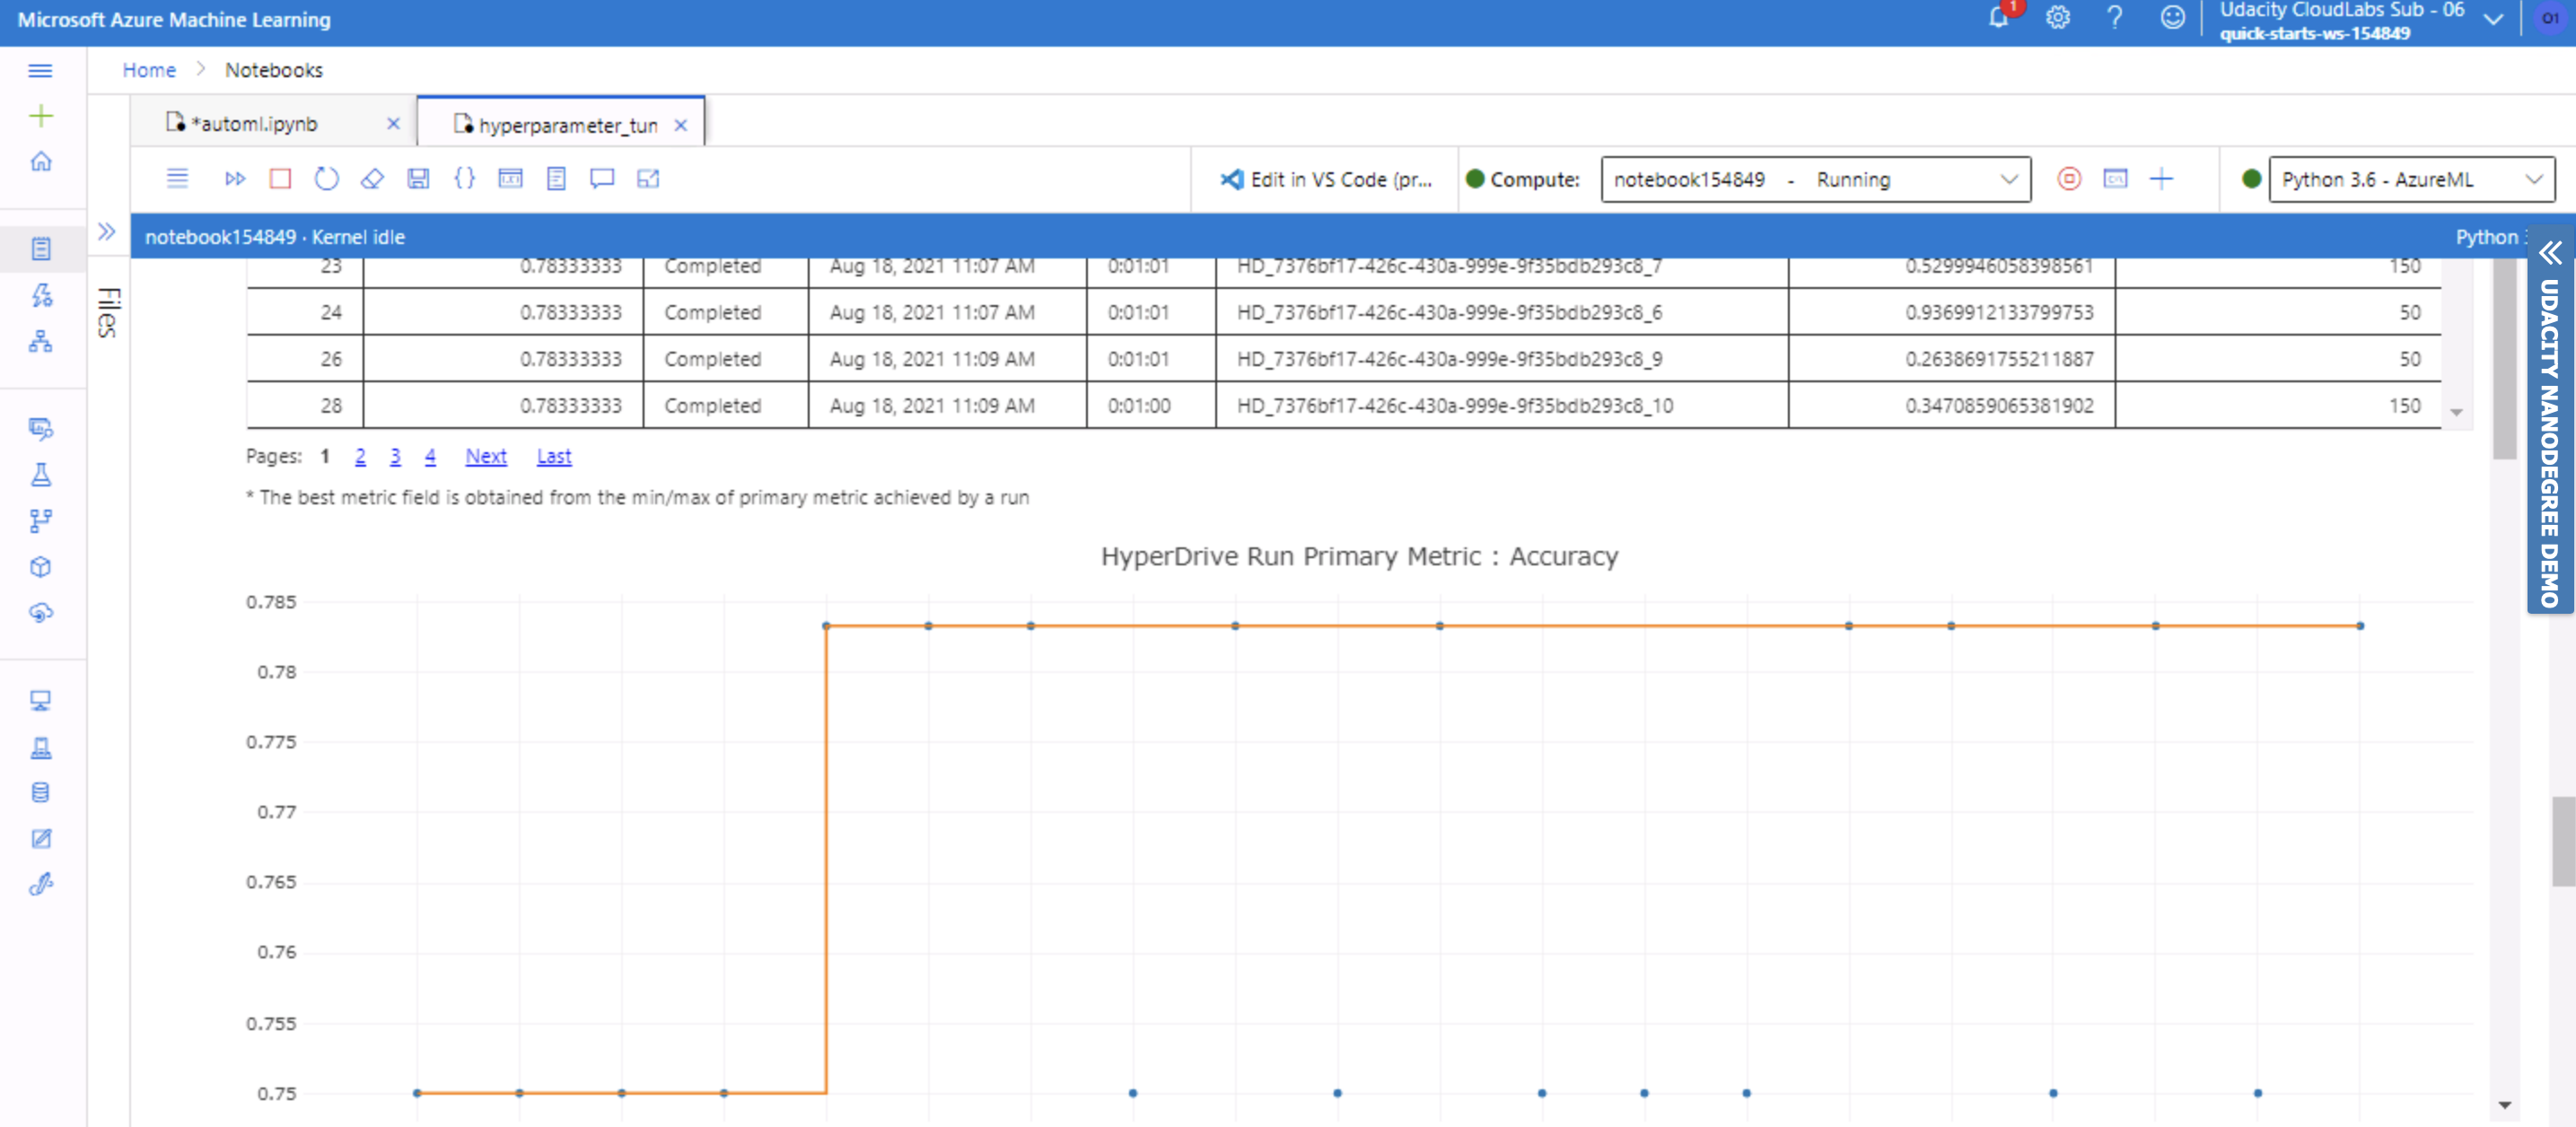 Microsoft Azure Machine Learning
1
Udacity CloudLabs Sub - 06
quick-starts-ws-154849
O1
Home > Notebooks
*automl.ipynb ×
hyperparameter_tun ×
Edit in VS Code (pr...
Compute: notebook154849 - Running
Python 3.6 - AzureML
notebook154849 · Kernel idle
Python
Files
UDACITY NANODEGREE DEMO
23 0.78333333 Completed Aug 18, 2021 11:07 AM 0:01:01 HD_7376bf17-426c-430a-999e-9f35bdb293c8_7 0.5299946058398561 150
24 0.78333333 Completed Aug 18, 2021 11:07 AM 0:01:01 HD_7376bf17-426c-430a-999e-9f35bdb293c8_6 0.9369912133799753 50
26 0.78333333 Completed Aug 18, 2021 11:09 AM 0:01:01 HD_7376bf17-426c-430a-999e-9f35bdb293c8_9 0.2638691755211887 50
28 0.78333333 Completed Aug 18, 2021 11:09 AM 0:01:00 HD_7376bf17-426c-430a-999e-9f35bdb293c8_10 0.3470859065381902 150
Pages: 1 2 3 4 Next Last
* The best metric field is obtained from the min/max of primary metric achieved by a run
HyperDrive Run Primary Metric : Accuracy
0.785
0.78
0.775
0.77
0.765
0.76
0.755
0.75